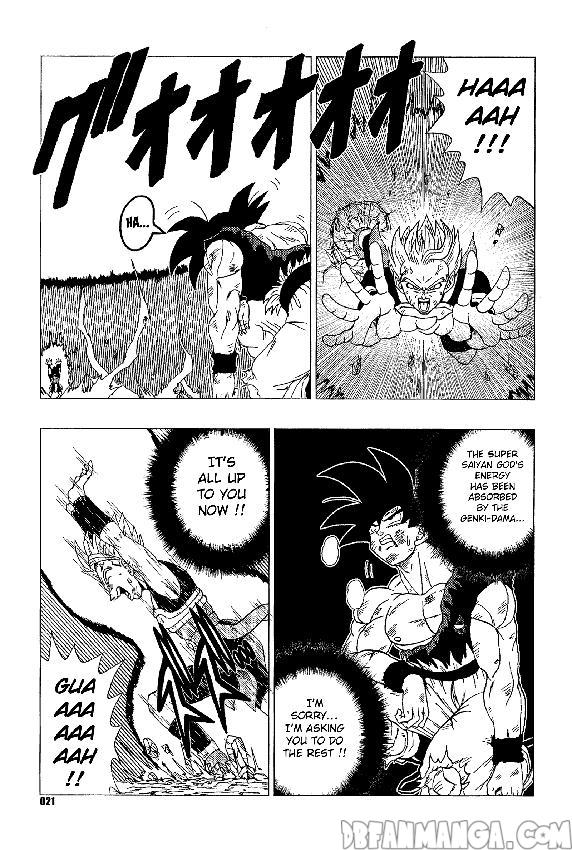 HAAA
AAH
!!!
グオオオオオ
HA...
THE SUPER
SAIYAN GOD'S
ENERGY
HAS BEEN
ABSORBED
BY THE
GENKI-DAMA...
I'M
SORRY...
I'M ASKING
YOU TO DO
THE REST !!
IT'S
ALL UP
TO YOU
NOW !!
GUA
AAA
AA AA
AAH
!!
021
DBFANMANGA.COM